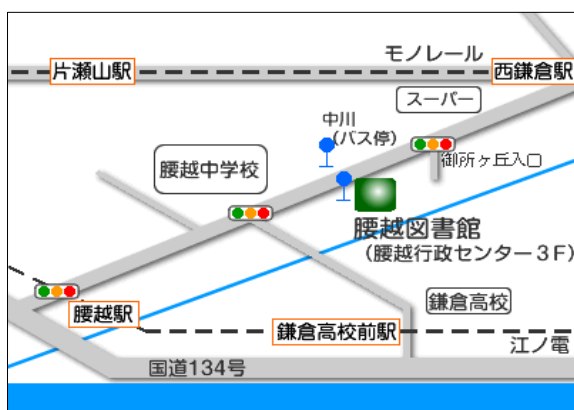 モノレール
片瀬山駅
西鎌倉駅
スーパー
中川
(バス停)
御所ヶ丘入口
腰越中学校
腰越図書館
(腰越行政センター3F)
鎌倉高校
腰越駅
鎌倉高校前駅
江ノ電
国道134号